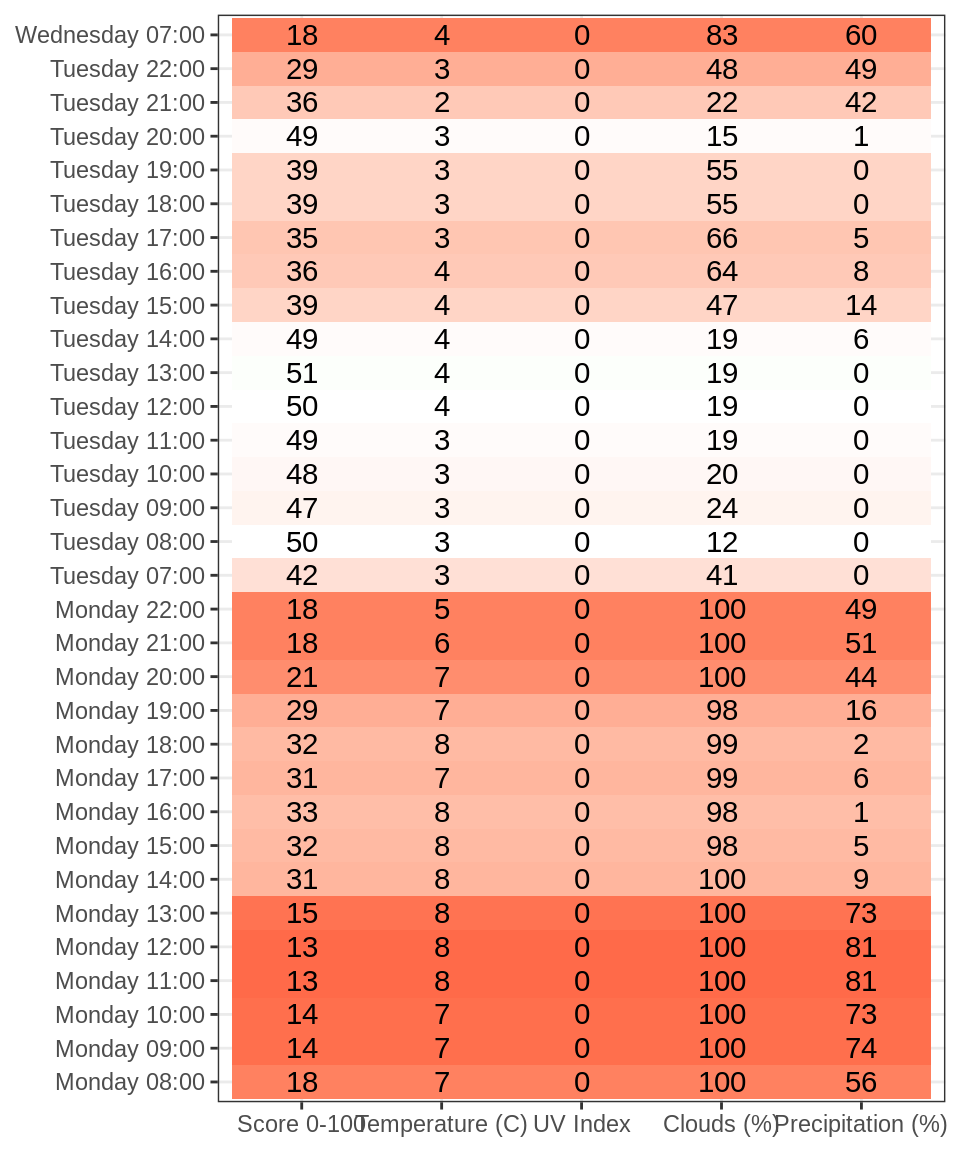 Wednesday 07:00 18 4 0 83 60
Tuesday 22:00 29 3 0 48 49
Tuesday 21:00 36 2 0 22 42
Tuesday 20:00 49 3 0 15 1
Tuesday 19:00 39 3 0 55 0
Tuesday 18:00 39 3 0 55 0
Tuesday 17:00 35 3 0 66 5
Tuesday 16:00 36 4 0 64 8
Tuesday 15:00 39 4 0 47 14
Tuesday 14:00 49 4 0 19 6
Tuesday 13:00 51 4 0 19 0
Tuesday 12:00 50 4 0 19 0
Tuesday 11:00 49 3 0 19 0
Tuesday 10:00 48 3 0 20 0
Tuesday 09:00 47 3 0 24 0
Tuesday 08:00 50 3 0 12 0
Tuesday 07:00 42 3 0 41 0
Monday 22:00 18 5 0 100 49
Monday 21:00 18 6 0 100 51
Monday 20:00 21 7 0 100 44
Monday 19:00 29 7 0 98 16
Monday 18:00 32 8 0 99 2
Monday 17:00 31 7 0 99 6
Monday 16:00 33 8 0 98 1
Monday 15:00 32 8 0 98 5
Monday 14:00 31 8 0 100 9
Monday 13:00 15 8 0 100 73
Monday 12:00 13 8 0 100 81
Monday 11:00 13 8 0 100 81
Monday 10:00 14 7 0 100 73
Monday 09:00 14 7 0 100 74
Monday 08:00 18 7 0 100 56
Score 0-100 Temperature (C) UV Index Clouds (%) Precipitation (%)